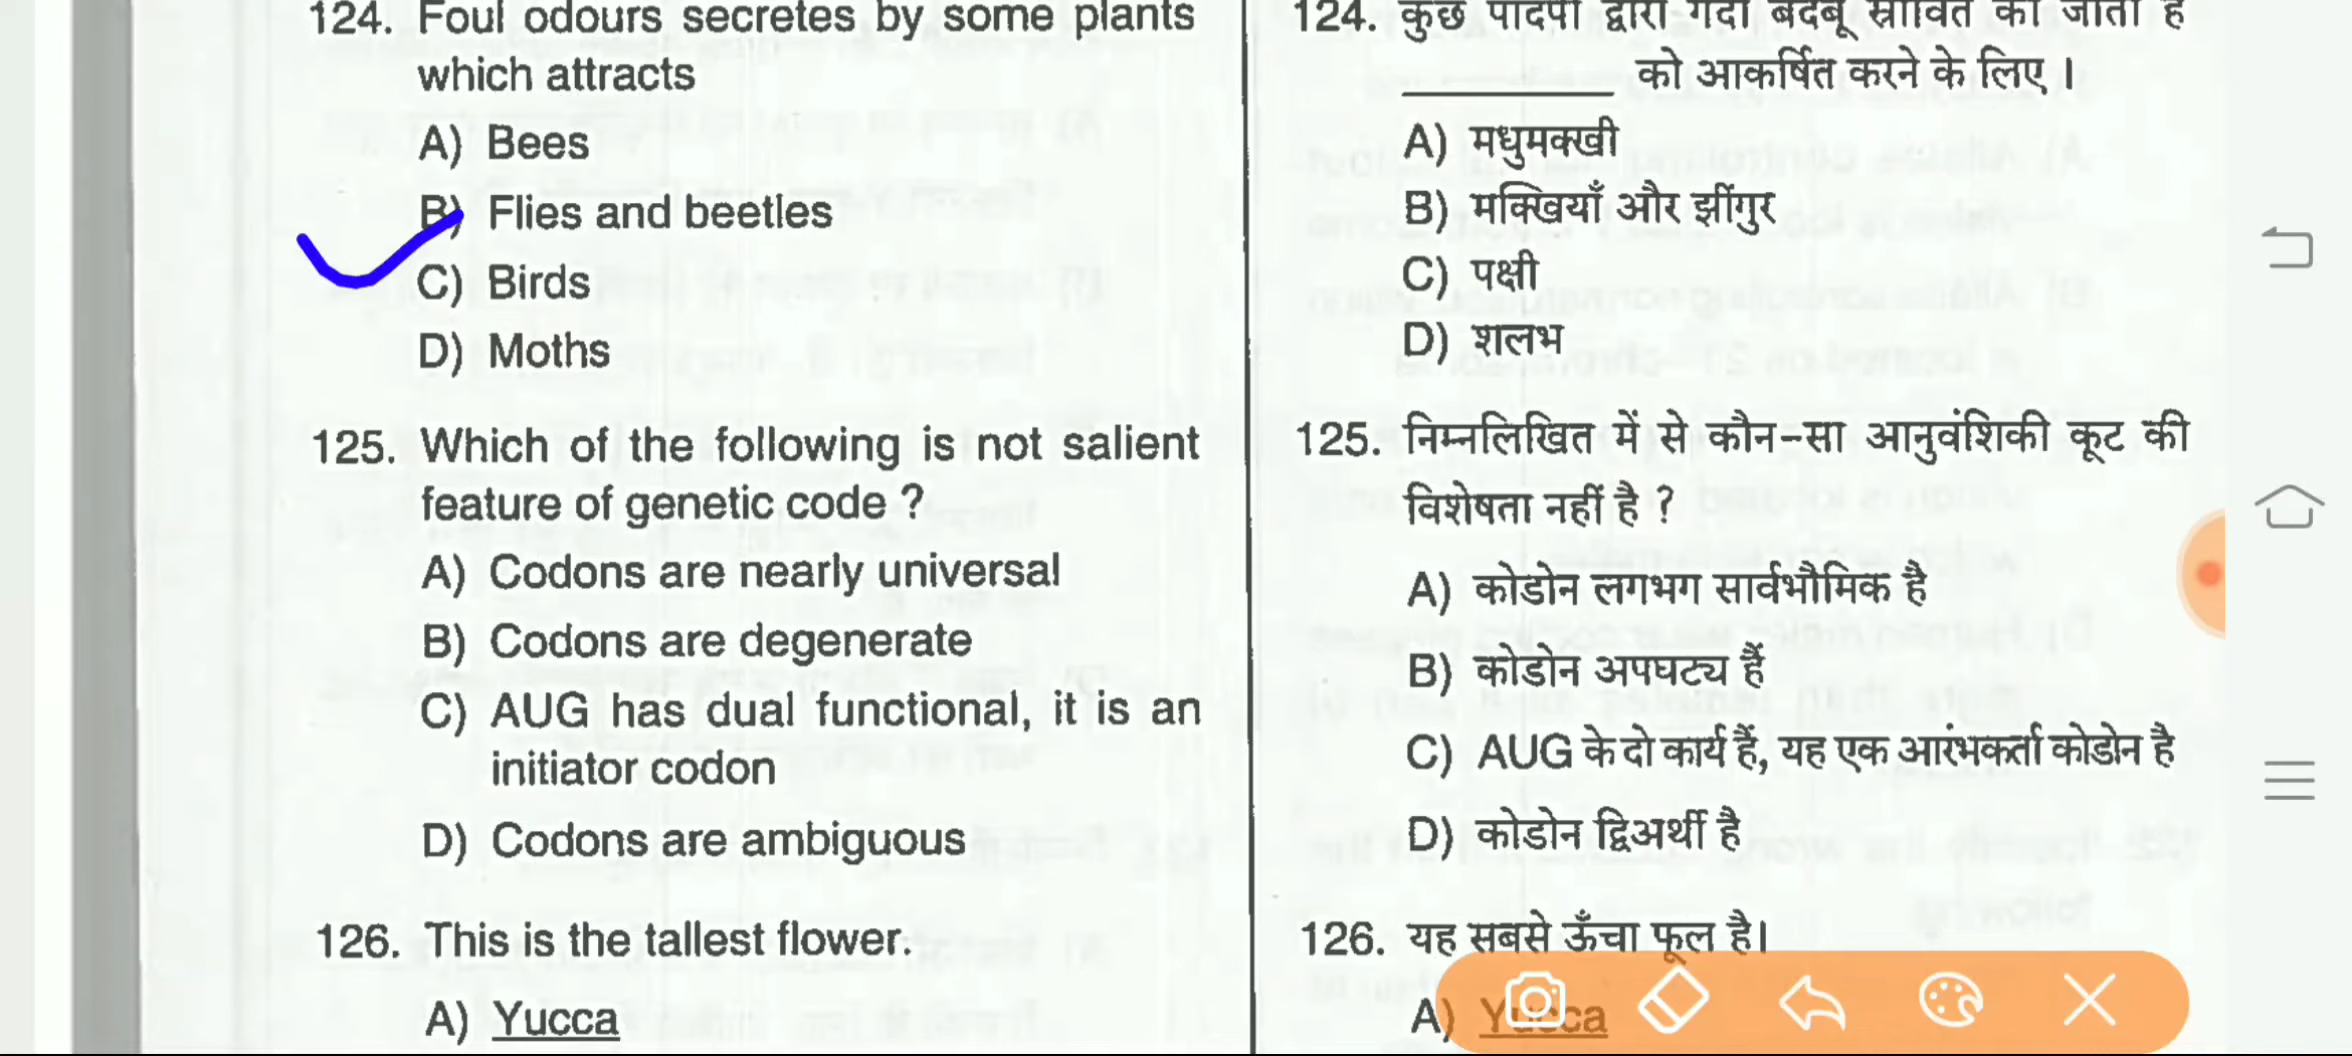 124. Foul odours secretes by some plants
which attracts
A) Bees
B) Flies and beetles
C) Birds
D) Moths
125. Which of the following is not salient
feature of genetic code ?
A) Codons are nearly universal
B) Codons are degenerate
C) AUG has dual functional, it is an
initiator codon
D) Codons are ambiguous
126. This is the tallest flower.
A) Yucca
124. कुछ पादपों द्वारा गंदी बदबू स्रावित की जाती है
________ को आकर्षित करने के लिए ।
A) मधुमक्खी
B) मक्खियाँ और झींगुर
C) पक्षी
D) शलभ
125. निम्नलिखित में से कौन-सा आनुवंशिकी कूट की
विशेषता नहीं है ?
A) कोडोन लगभग सार्वभौमिक है
B) कोडोन अपघट्य हैं
C) AUG के दो कार्य हैं, यह एक आरंभकर्ता कोडोन है
D) कोडोन द्विअर्थी है
126. यह सबसे ऊँचा फूल है।
A) Yucca